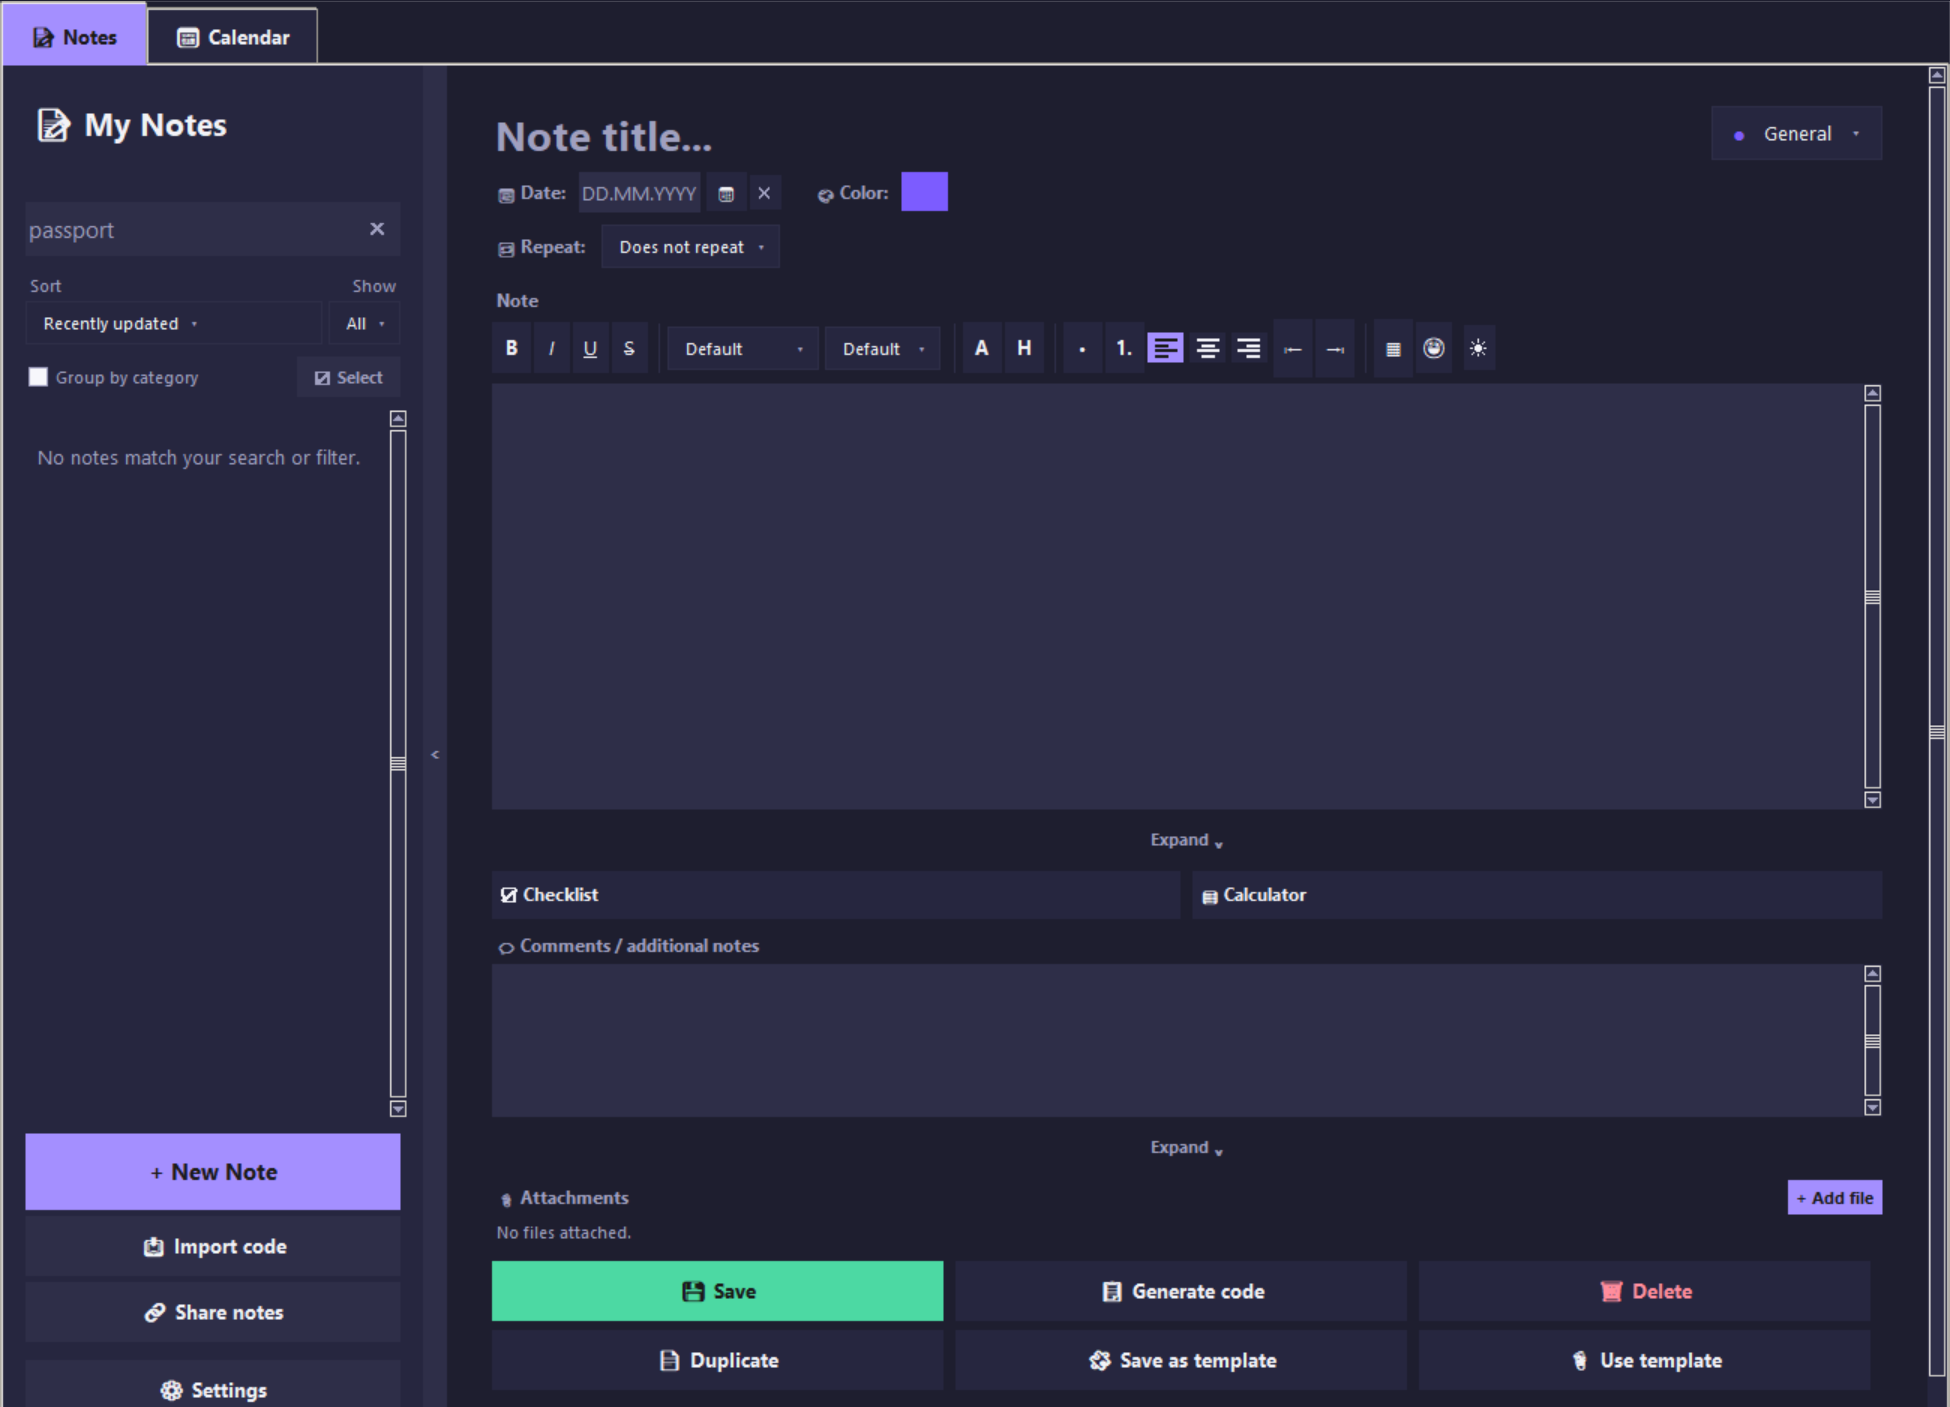 Notes
Calendar
My Notes
passport
Sort
Show
Recently updated
All
Group by category
Select
No notes match your search or filter.
+ New Note
Import code
Share notes
Settings
Note title...
General
Date: DD.MM.YYYY
Color:
Repeat: Does not repeat
Note
B I U S Default Default A H • 1.
Expand
Checklist
Calculator
Comments / additional notes
Expand
Attachments
+ Add file
No files attached.
Save
Generate code
Delete
Duplicate
Save as template
Use template